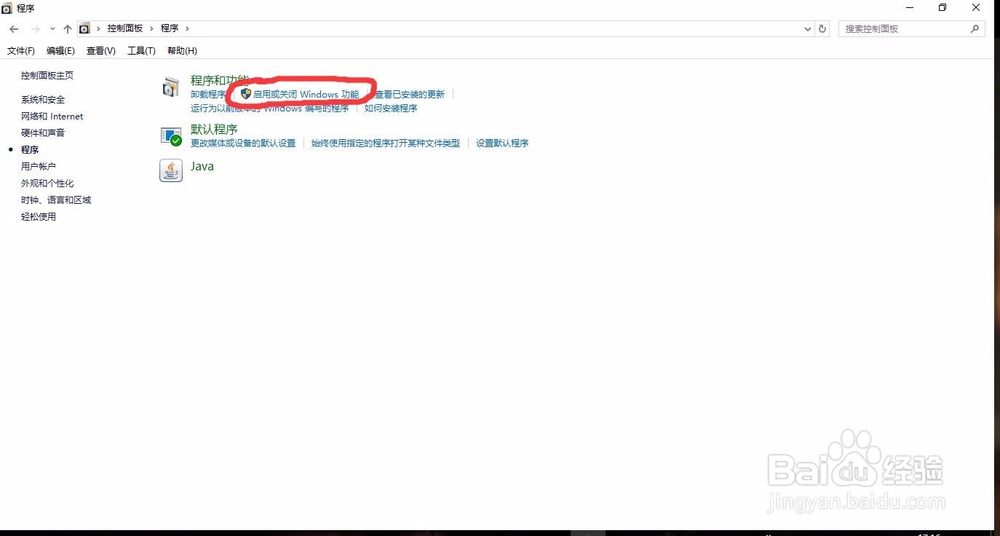 程序
控制面板 程序
搜索控制面板
文件(F) 编辑(E) 查看(V) 工具(T) 帮助(H)
控制面板主页
系统和安全
网络和 Internet
硬件和声音
程序
用户帐户
外观和个性化
时钟、语言和区域
轻松使用
程序和功能
卸载程序 启用或关闭 Windows 功能 查看已安装的更新
运行为以前版本的 Windows 编写的程序 如何安装程序
默认程序
更改媒体或设备的默认设置 始终使用指定的程序打开某种文件类型 设置默认程序
Java
Baidu 经验
jingyan.baidu.com